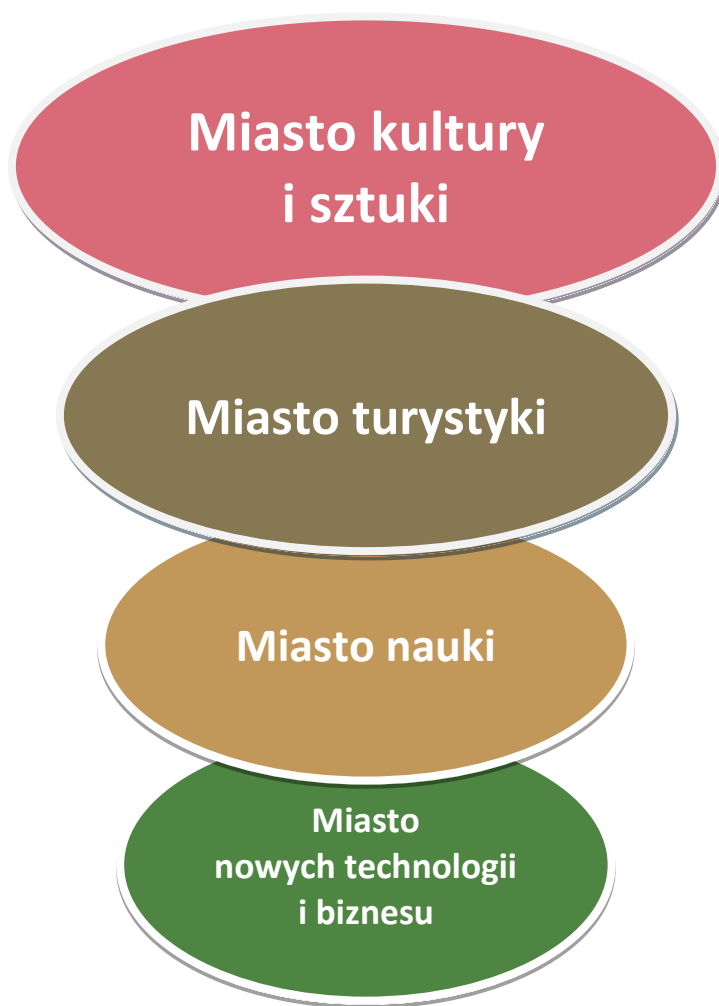 Miasto kultury
i sztuki
Miasto turystyki
Miasto nauki
Miasto
nowych technologii
i biznesu